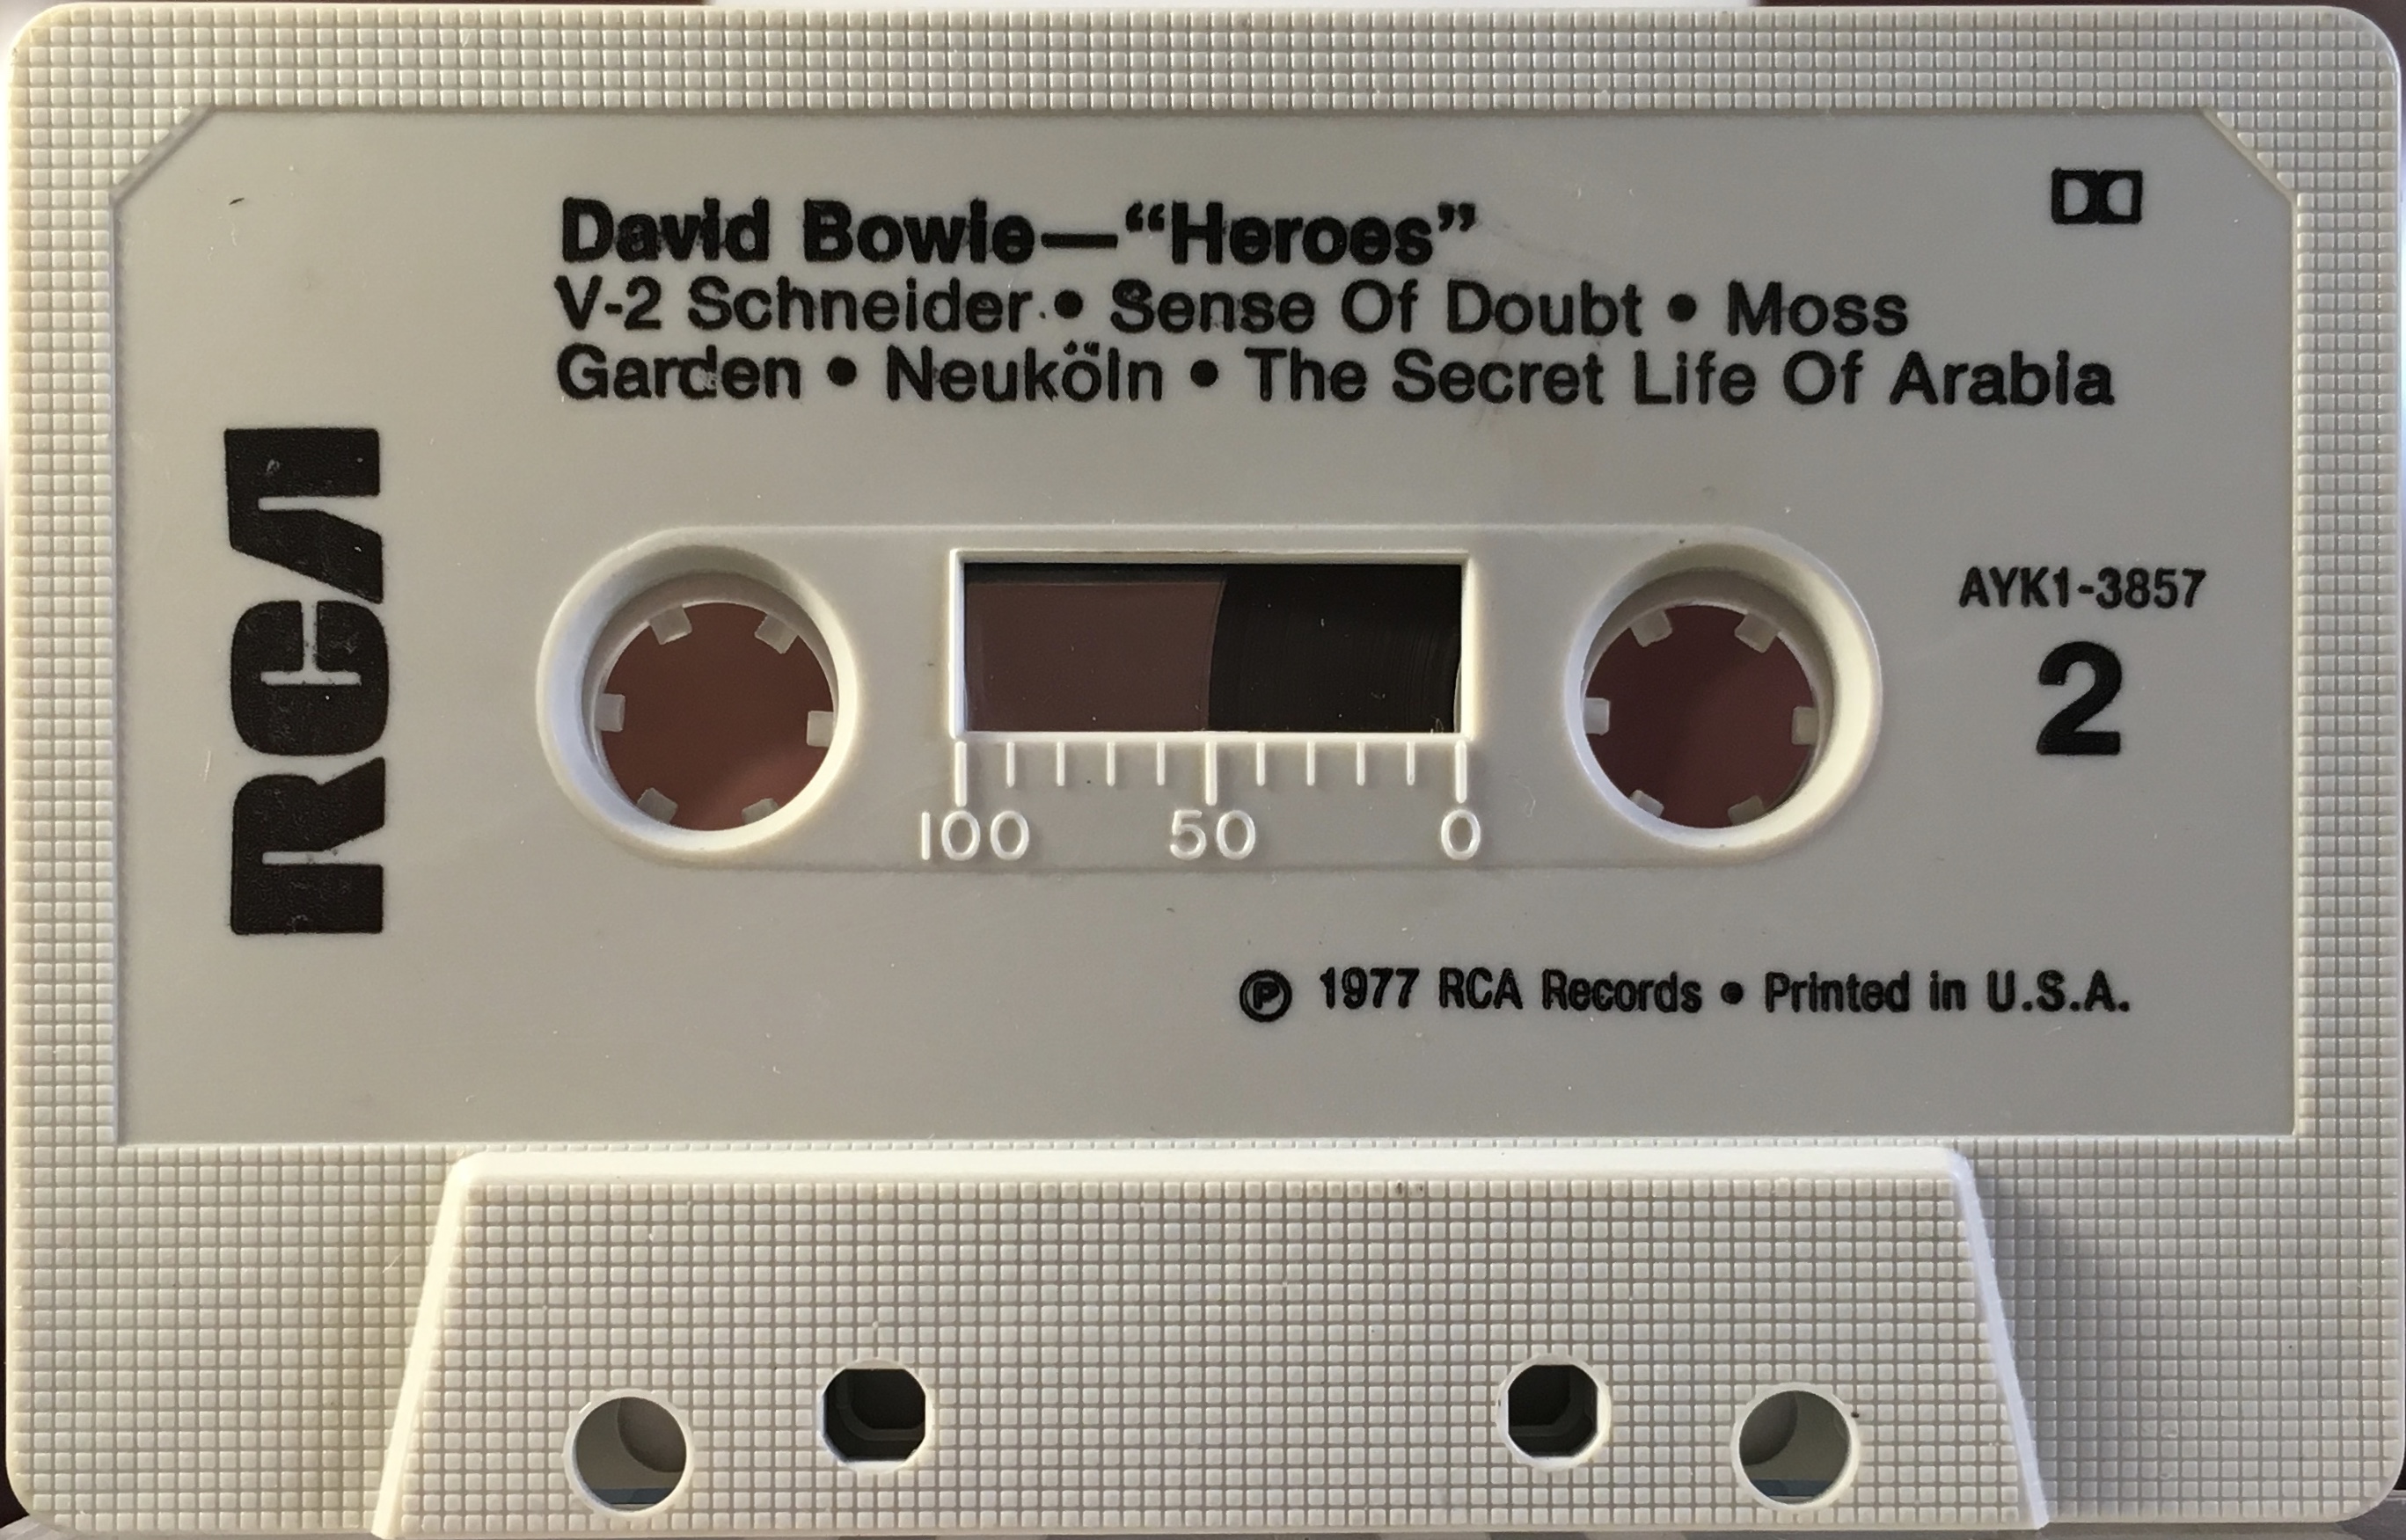 David Bowie—“Heroes”
V-2 Schneider • Sense Of Doubt • Moss
Garden • Neuköln • The Secret Life Of Arabia
RCA
AYK1-3857
2
100 50 0
℗ 1977 RCA Records • Printed in U.S.A.